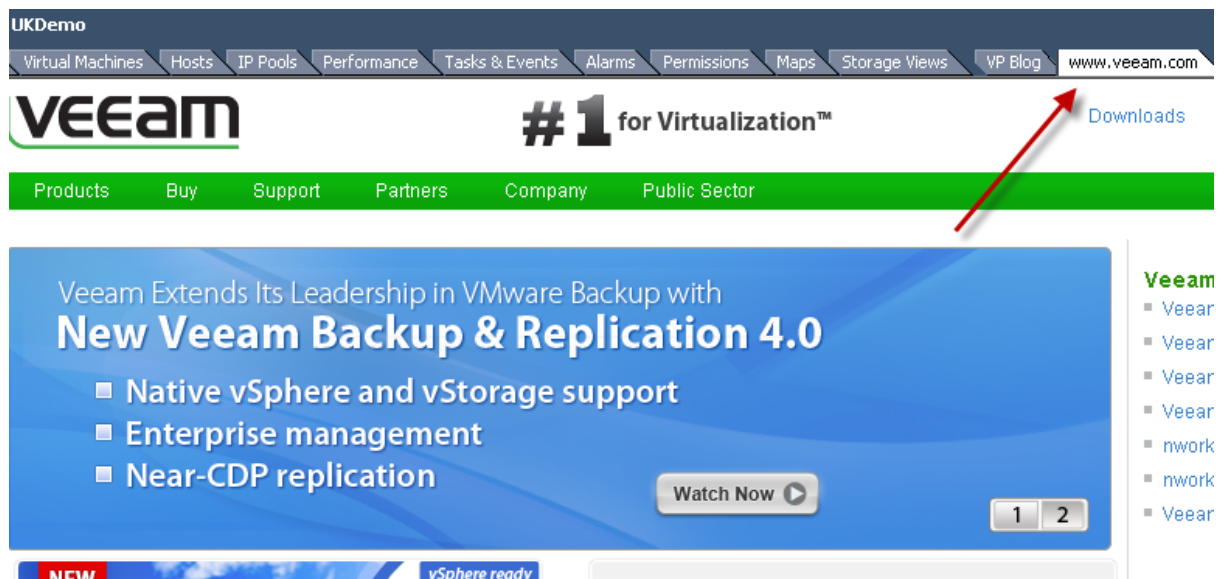 UKDemo
Virtual Machines Hosts IP Pools Performance Tasks & Events Alarms Permissions Maps Storage Views VP Blog www.veeam.com
veeam
#1 for Virtualization™
Downloads
Products Buy Support Partners Company Public Sector
Veeam Extends Its Leadership in VMware Backup with
New Veeam Backup & Replication 4.0
Native vSphere and vStorage support
Enterprise management
Near-CDP replication
Watch Now
1 2
Veeam
nwork
nwork
NEW
vSphere ready